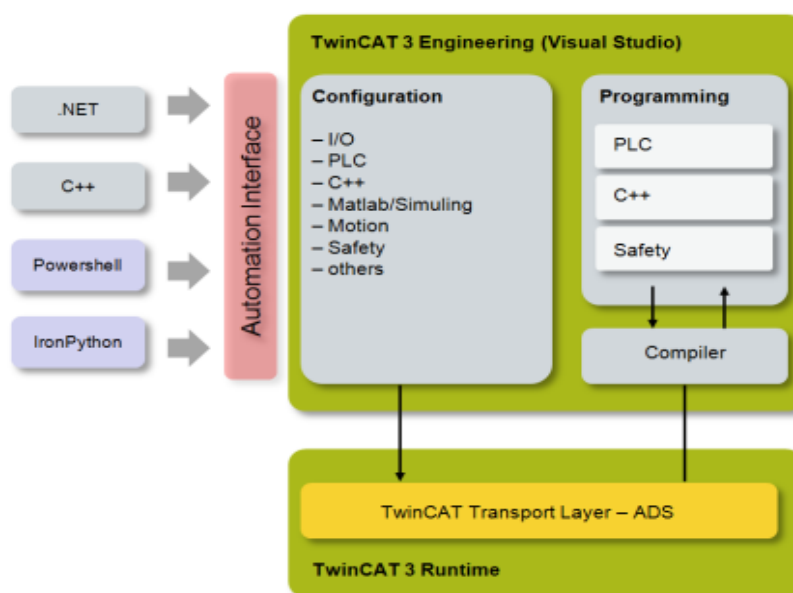 TwinCAT 3 Engineering (Visual Studio)
.NET
C++
Powershell
IronPython
Automation Interface
Configuration
– I/O
– PLC
– C++
– Matlab/Simuling
– Motion
– Safety
– others
Programming
PLC
C++
Safety
Compiler
TwinCAT Transport Layer – ADS
TwinCAT 3 Runtime